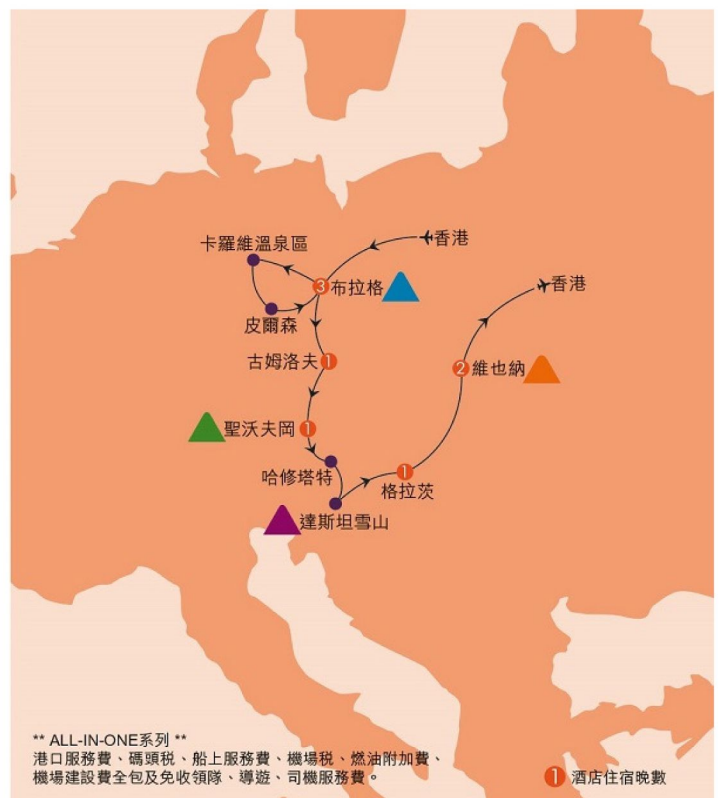 卡羅維溫泉區
香港
3 布拉格
香港
皮爾森
古姆洛夫 1
2 維也納
聖沃夫岡 1
哈修塔特
1
格拉茨
達斯坦雪山
** ALL-IN-ONE系列 **
港口服務費、碼頭税、船上服務費、機場税、燃油附加費、
機場建設費全包及免收領隊、導遊、司機服務費。
1 酒店住宿晚數